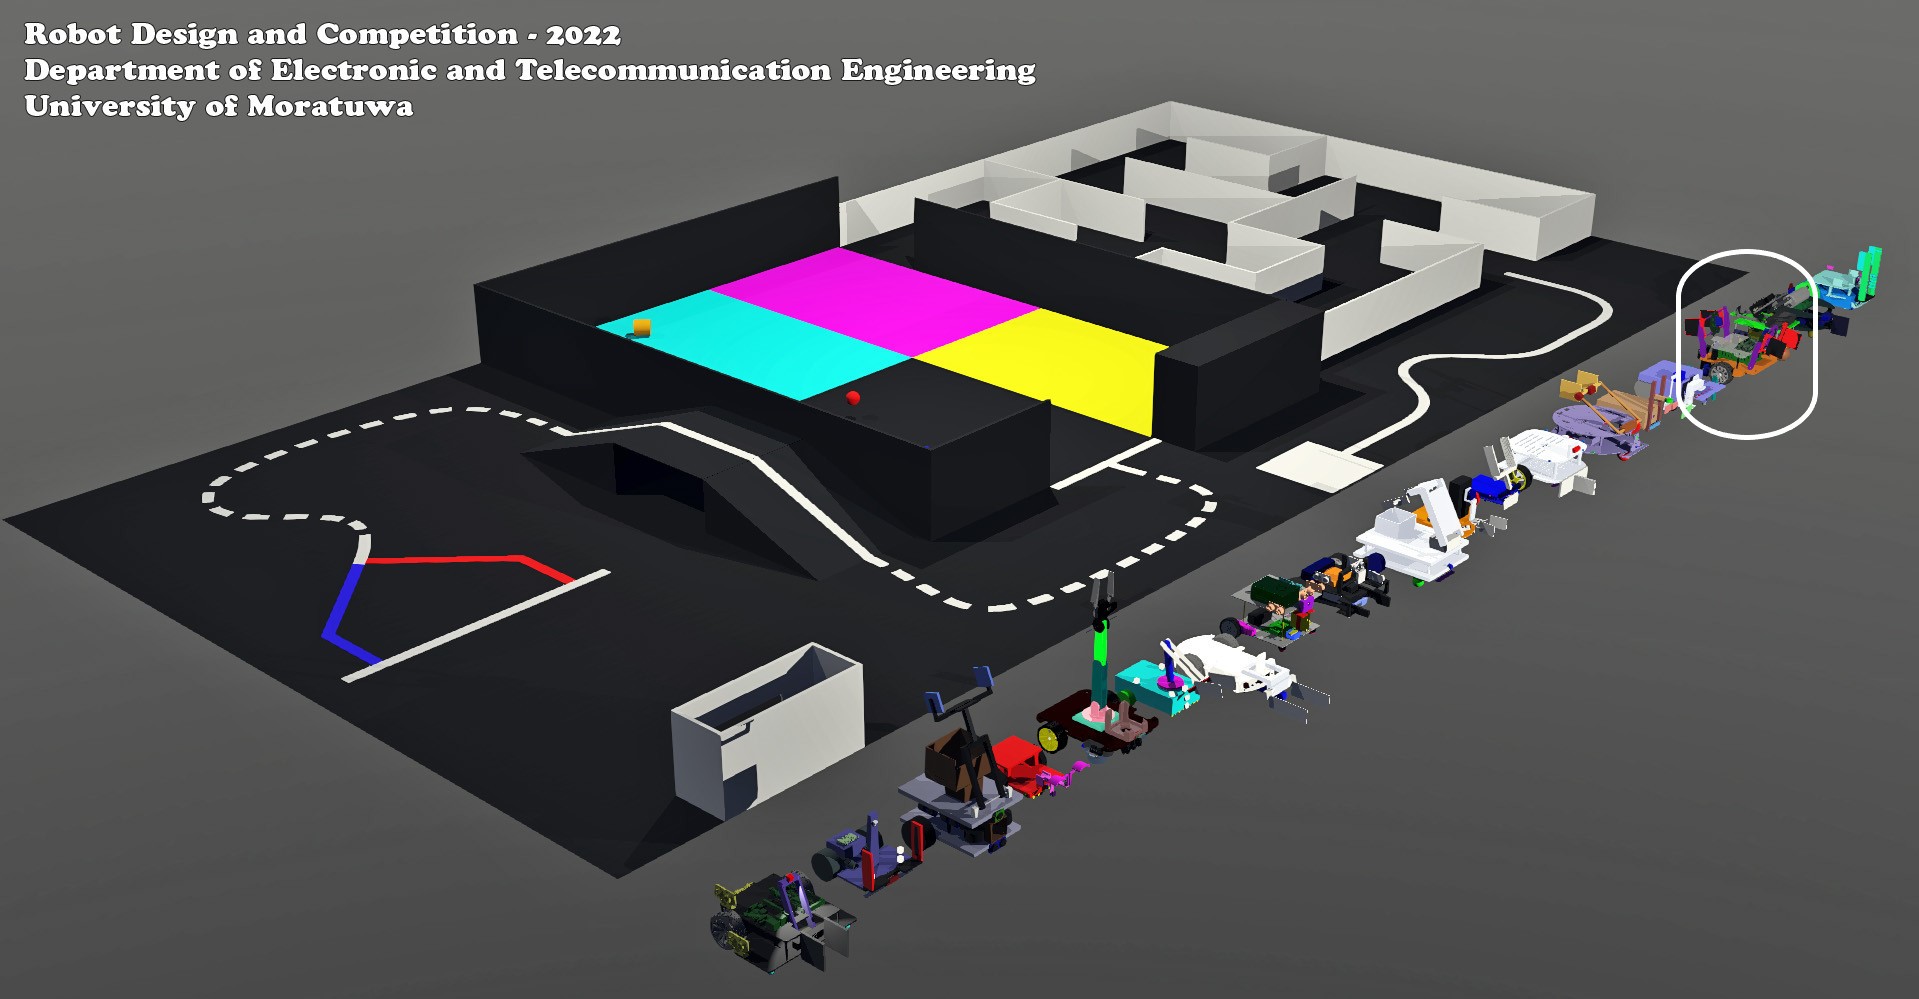 Robot Design and Competition - 2022
Department of Electronic and Telecommunication Engineering
University of Moratuwa